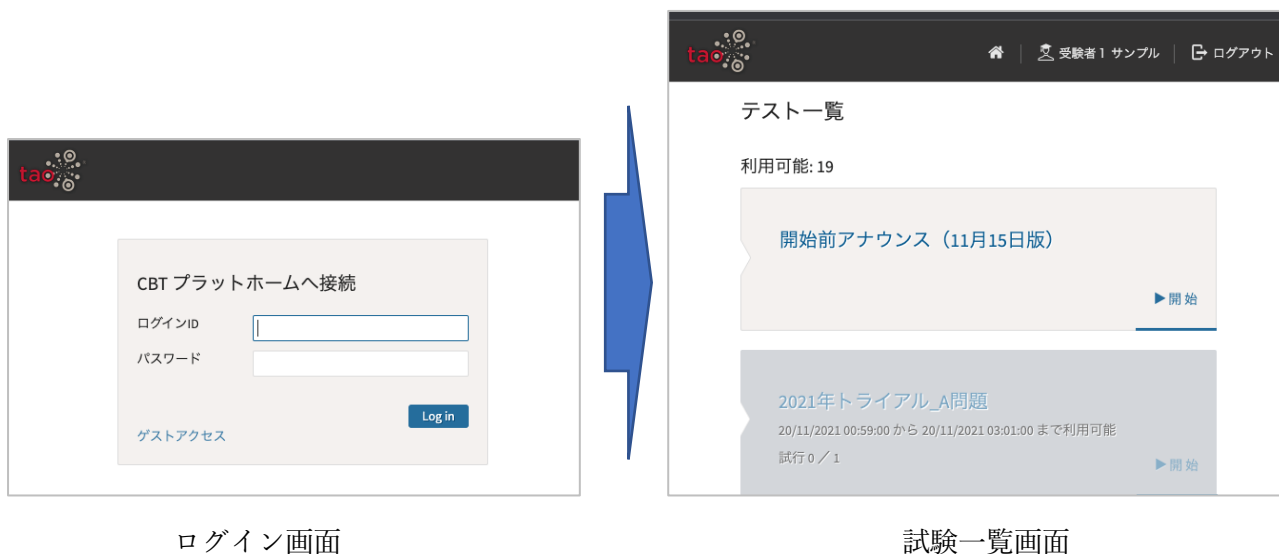 tao
CBT プラットホームへ接続
ログインID
パスワード
Log in
ゲストアクセス
ログイン画面
tao
受験者1 サンプル
ログアウト
テスト一覧
利用可能: 19
開始前アナウンス（11月15日版）
▶開始
2021年トライアル_A問題
20/11/2021 00:59:00 から 20/11/2021 03:01:00 まで利用可能
試行 0 ／ 1
▶開始
試験一覧画面